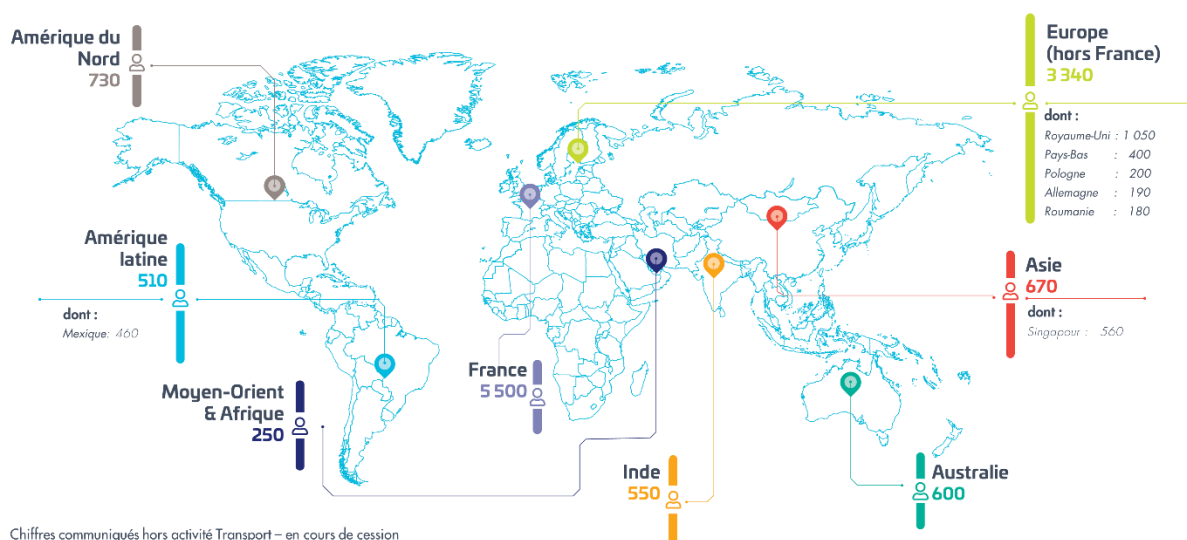 Amérique du
Nord
730
Europe
(hors France)
3 340
dont :
Royaume-Uni : 1 050
Pays-Bas : 400
Pologne : 200
Allemagne : 190
Roumanie : 180
Amérique
latine
510
dont :
Mexique: 460
Asie
670
dont :
Singapour : 560
France
5 500
Moyen-Orient
& Afrique
250
Inde
550
Australie
600
Chiffres communiqués hors activité Transport – en cours de cession